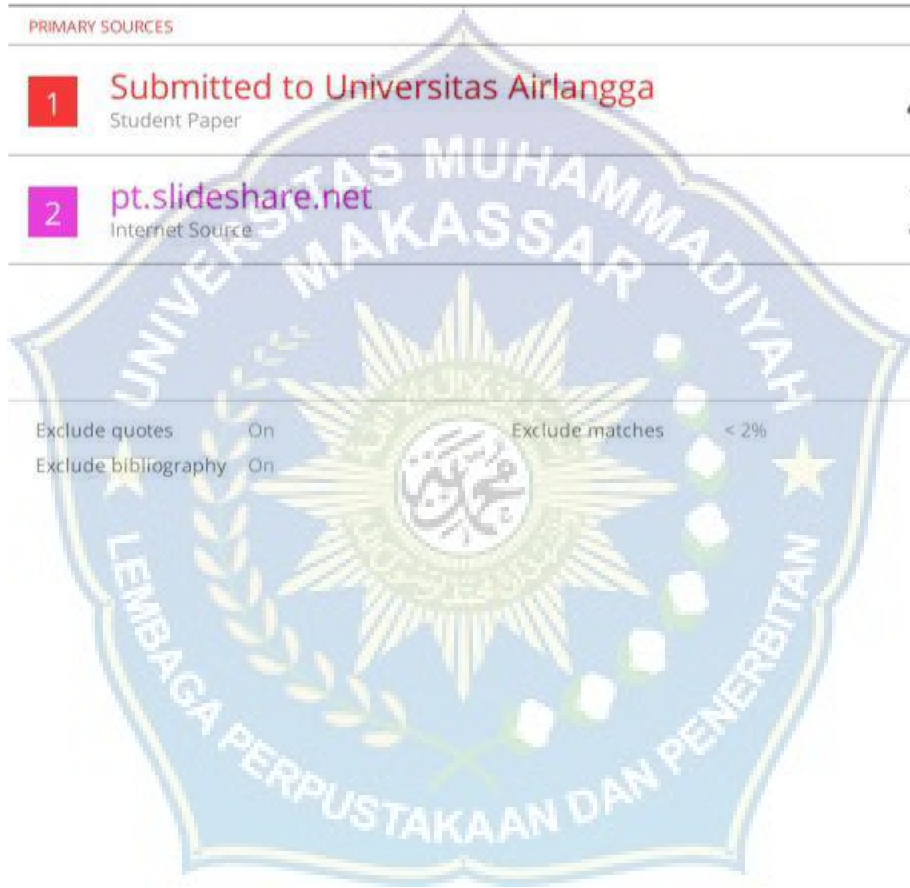 PRIMARY SOURCES
1
Submitted to Universitas Airlangga
Student Paper
2
pt.slideshare.net
Internet Source
UNIVERSITAS MUHAMMADIYAH
MAKASSAR
Exclude quotes On
Exclude matches < 2%
Exclude bibliography On
LEMBAGA PERPUSTAKAAN DAN PENERBITAN